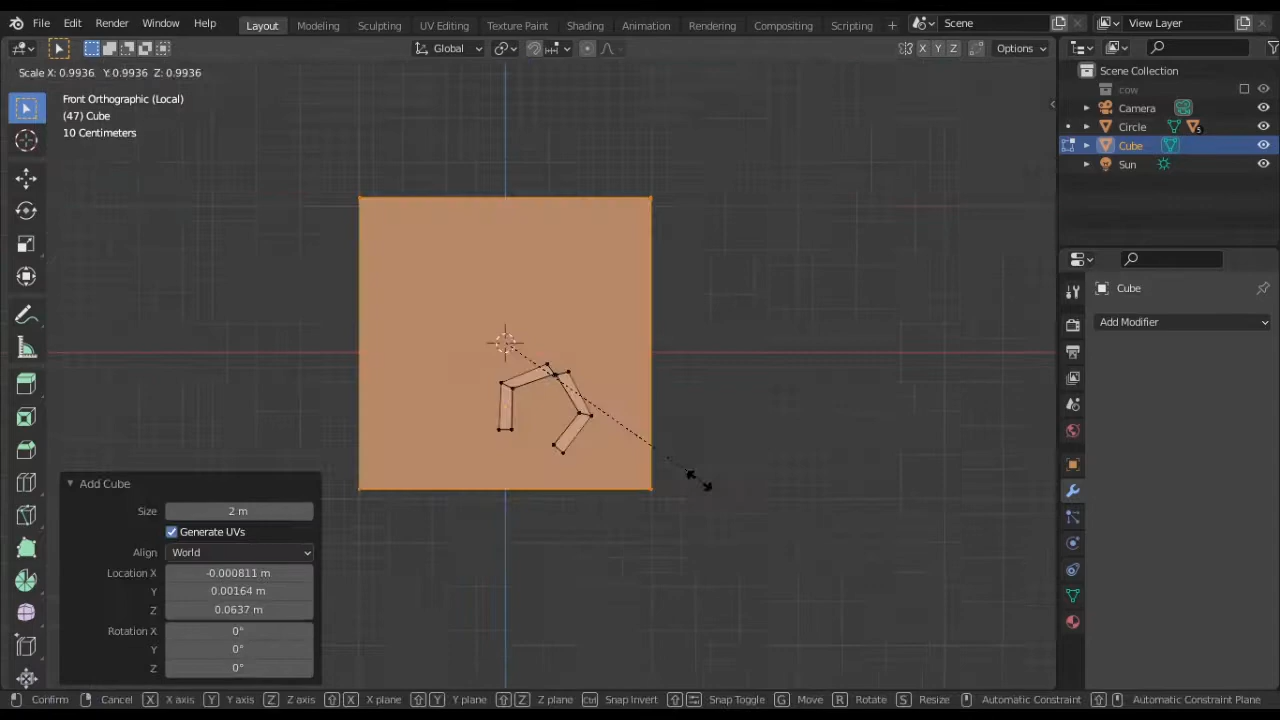 File Edit Render Window Help Layout Modeling Sculpting UV Editing Texture Paint Shading Animation Rendering Compositing Scripting + Scene View Layer
Global X Y Z Options
Scale X: 0.9936 Y: 0.9936 Z: 0.9936
Front Orthographic (Local)
(47) Cube
10 Centimeters
Add Cube
Size 2 m
Generate UVs
Align World
Location X -0.000811 m
Y 0.00164 m
Z 0.0637 m
Rotation X 0°
Y 0°
Z 0°
Scene Collection
cow
Camera
Circle 5
Cube
Sun
Cube
Add Modifier
Confirm Cancel X X axis Y Y axis Z Z axis X X plane Y Y plane Z Z plane Ctrl Snap Invert Snap Toggle G Move R Rotate S Resize Automatic Constraint Automatic Constraint Plane